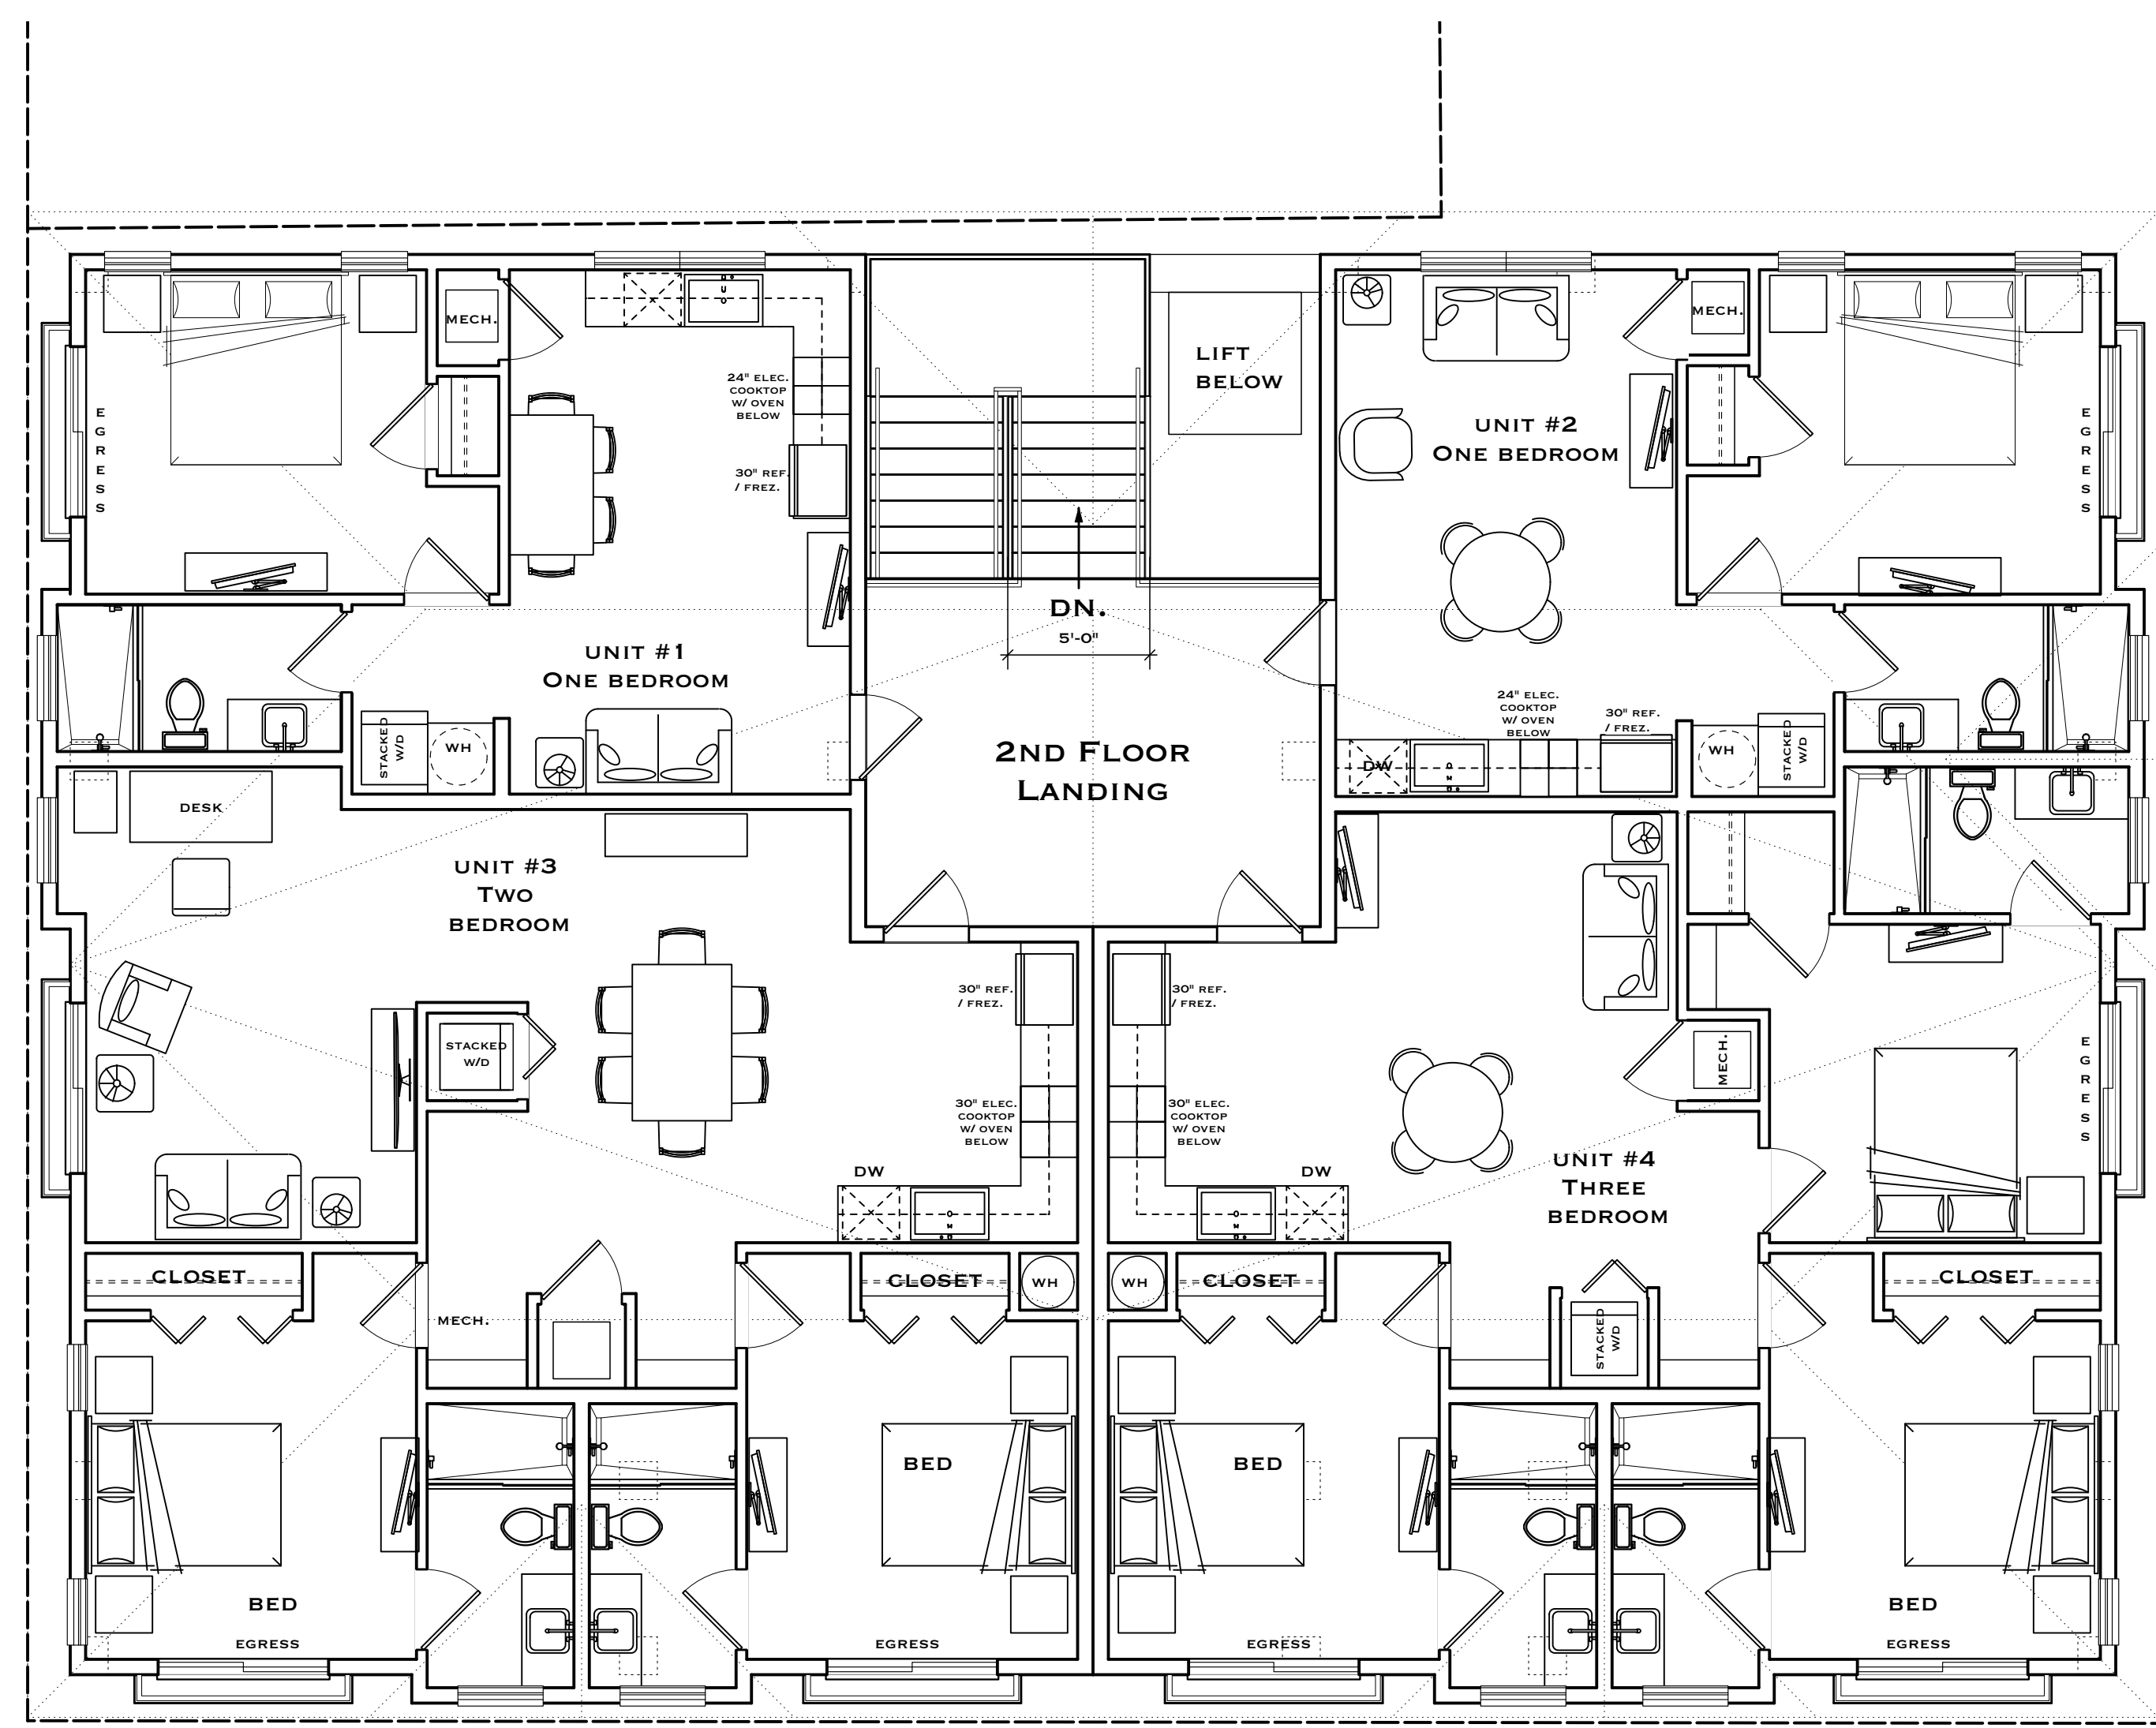 MECH.
24" ELEC.
COOKTOP
W/ OVEN
BELOW
30" REF.
/ FREZ.
EGRESS
UNIT #1
ONE BEDROOM
STACKED
W/D
WH
LIFT
BELOW
DN.
5'-0"
2ND FLOOR
LANDING
MECH.
UNIT #2
ONE BEDROOM
EGRESS
24" ELEC.
COOKTOP
W/ OVEN
BELOW
30" REF.
/ FREZ.
DW
WH
STACKED
W/D
DESK
UNIT #3
TWO
BEDROOM
STACKED
W/D
30" REF.
/ FREZ.
30" ELEC.
COOKTOP
W/ OVEN
BELOW
DW
CLOSET
MECH.
CLOSET
WH
BED
EGRESS
BED
EGRESS
30" REF.
/ FREZ.
30" ELEC.
COOKTOP
W/ OVEN
BELOW
DW
MECH.
EGRESS
UNIT #4
THREE
BEDROOM
WH
CLOSET
STACKED
W/D
CLOSET
BED
EGRESS
BED
EGRESS